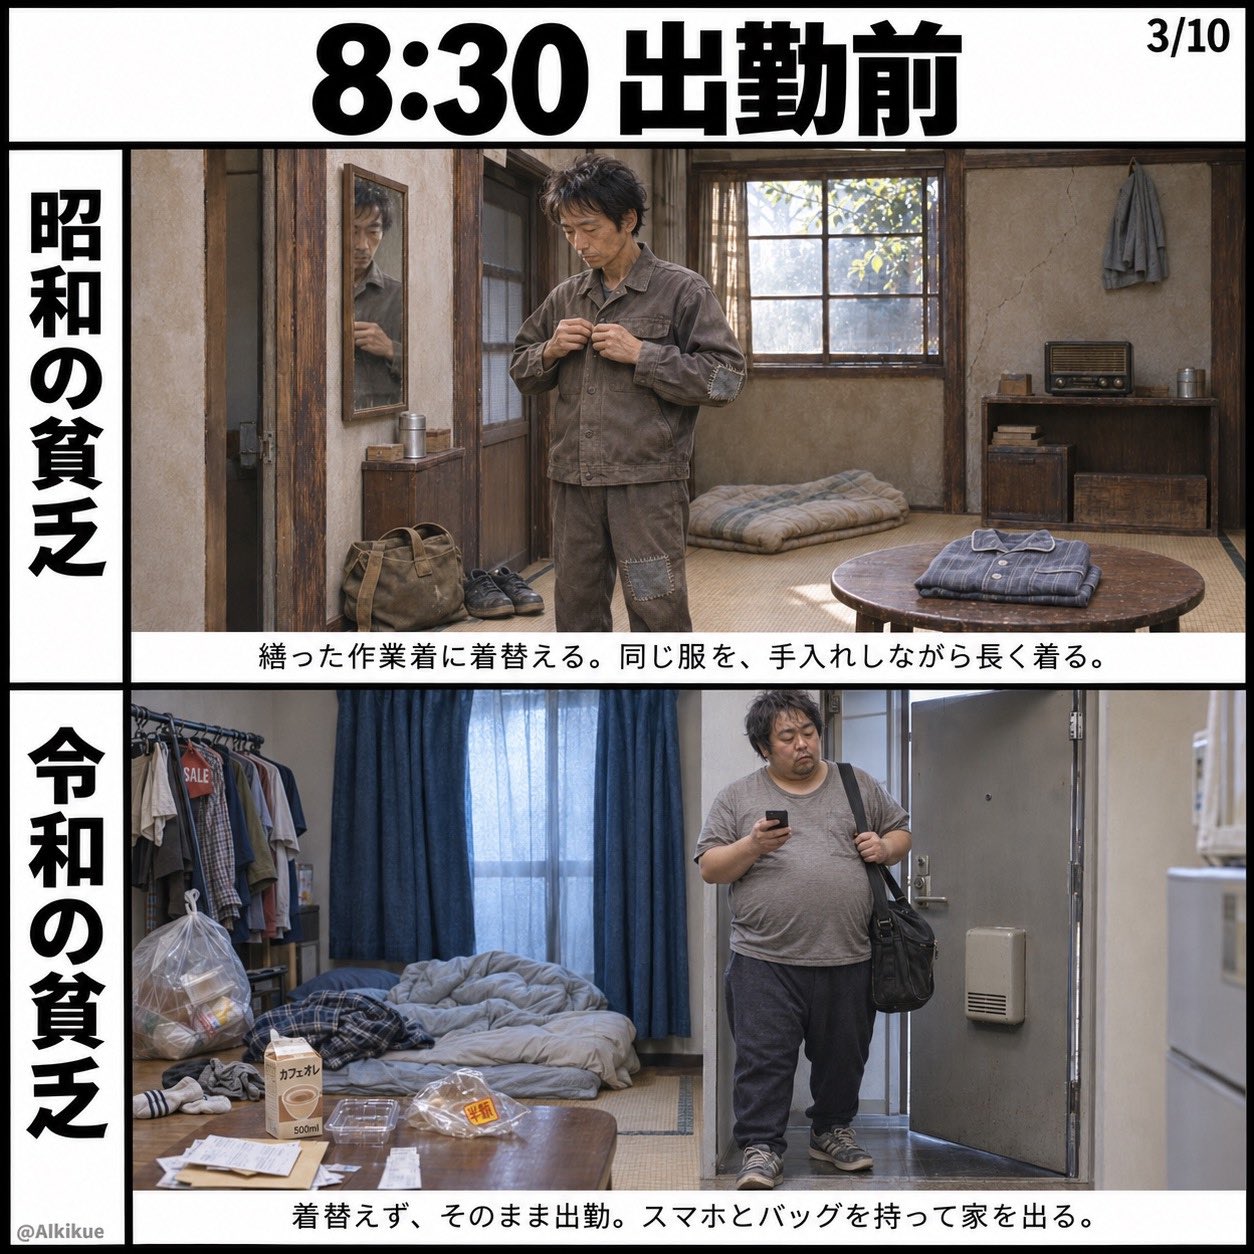 8:30 出勤前
3/10
昭和の貧乏
繕った作業着に着替える。同じ服を、手入れしながら長く着る。
令和の貧乏
SALE
カフェオレ
500ml
半額
着替えず、そのまま出勤。スマホとバッグを持って家を出る。
@AIkikue